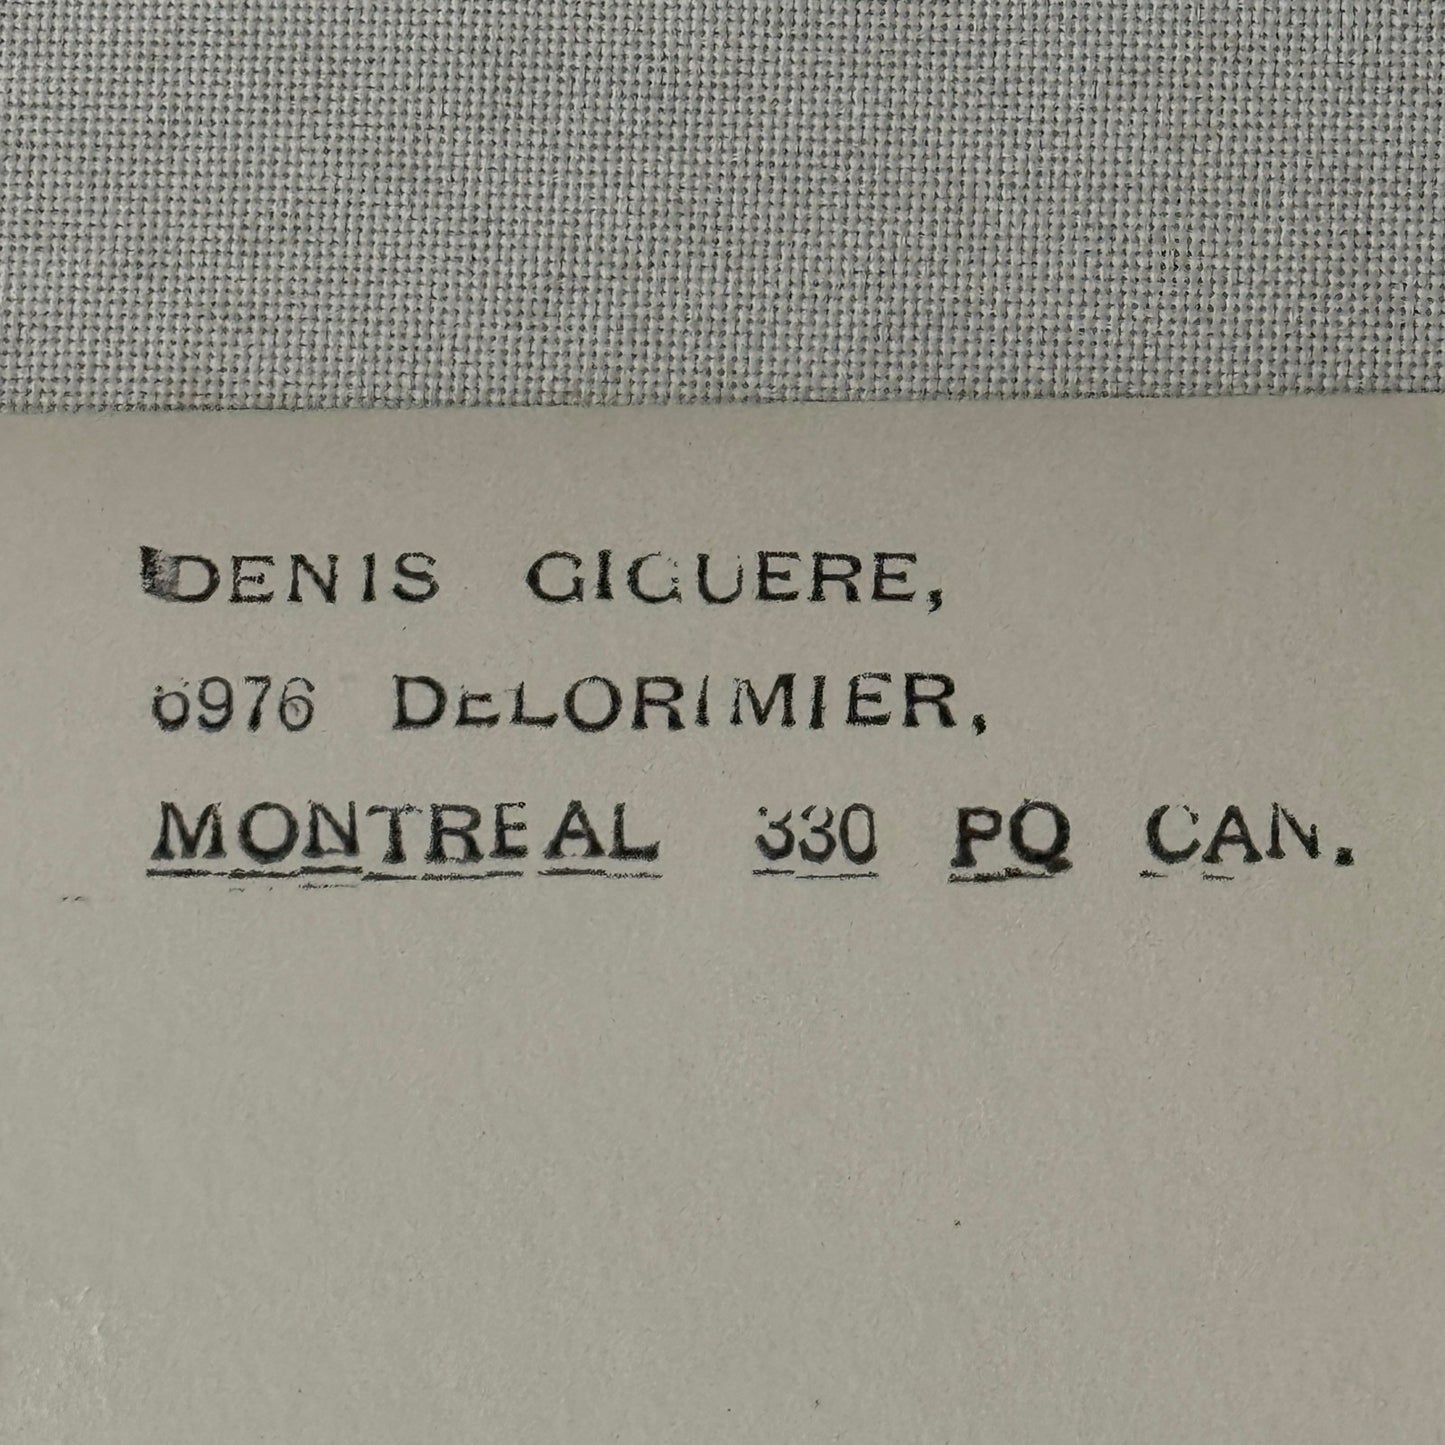 DENIS GIGUERE,
6976 DELORIMIER,
MONTREAL 330 PQ CAN.